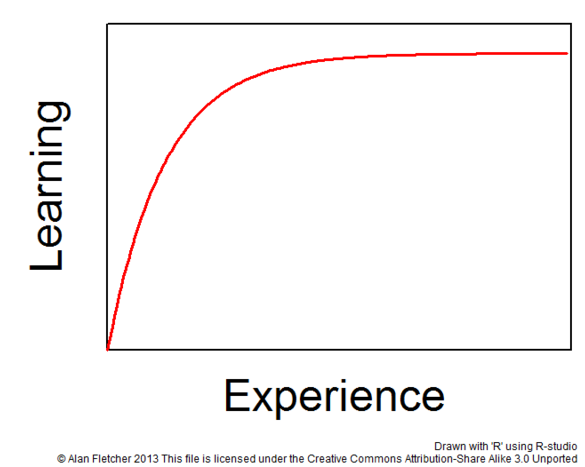 Learning
Experience
Drawn with 'R' using R-studio
© Alan Fletcher 2013 This file is licensed under the Creative Commons Attribution-Share Alike 3.0 Unported